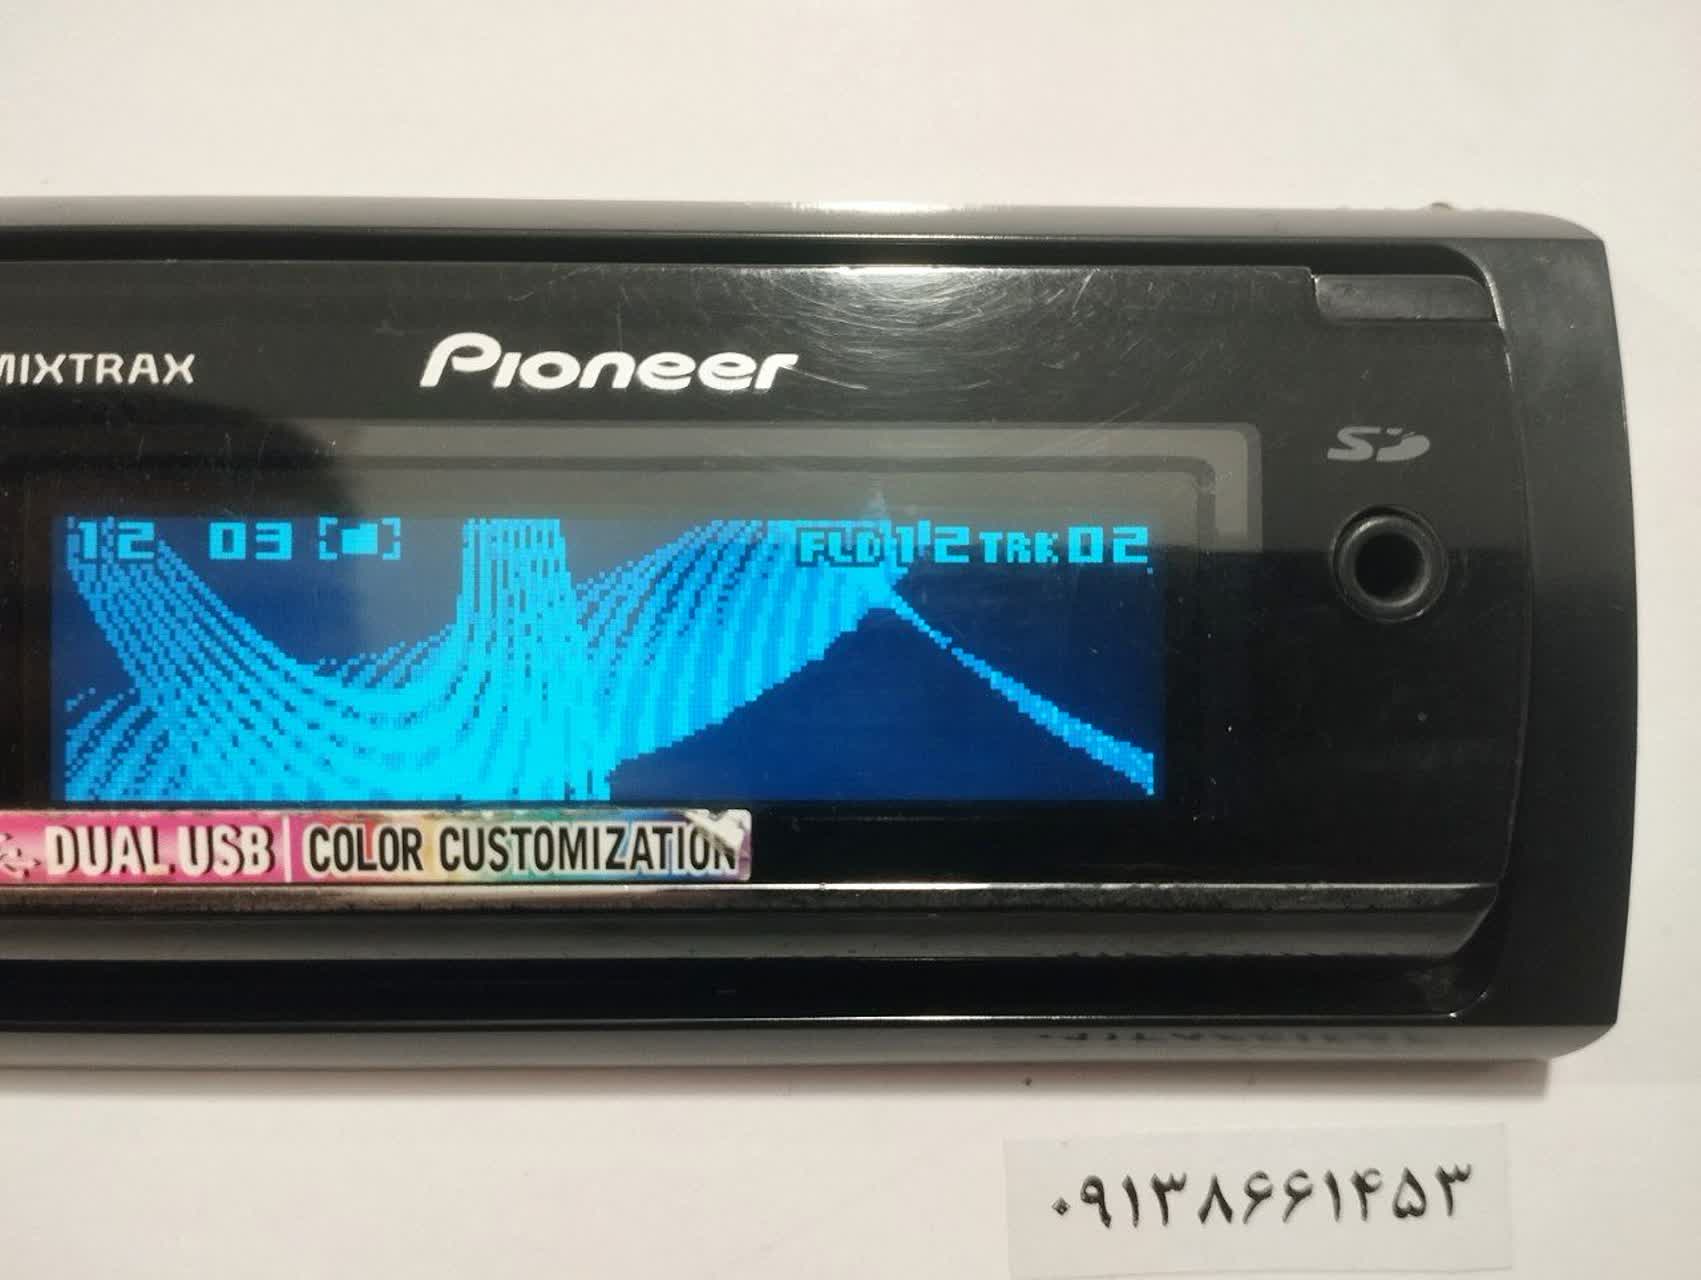 MIXTRAX
Pioneer
SD
12 03 FLD 12 TRK 02
DUAL USB COLOR CUSTOMIZATION
۰۹۱۳۸۶۶۱۴۵۳